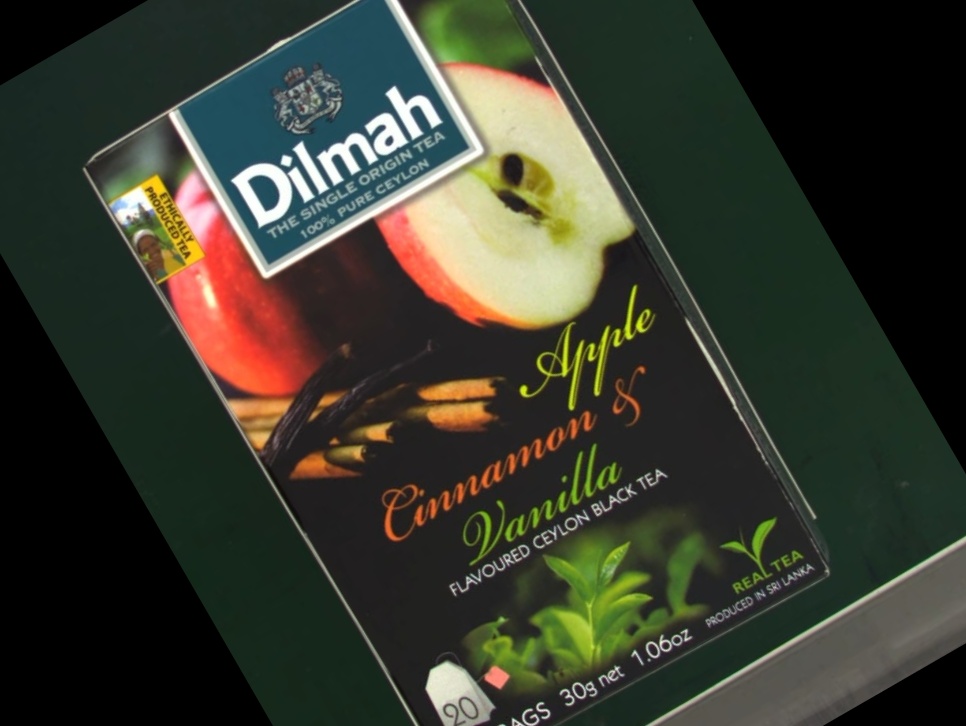 Dilmah
THE SINGLE ORIGIN TEA
100% PURE CEYLON
ETHICALLY
PRODUCED TEA
Apple
Cinnamon &
Vanilla
FLAVOURED CEYLON BLACK TEA
REAL TEA
PRODUCED IN SRI LANKA
20
30g net 1.06oz